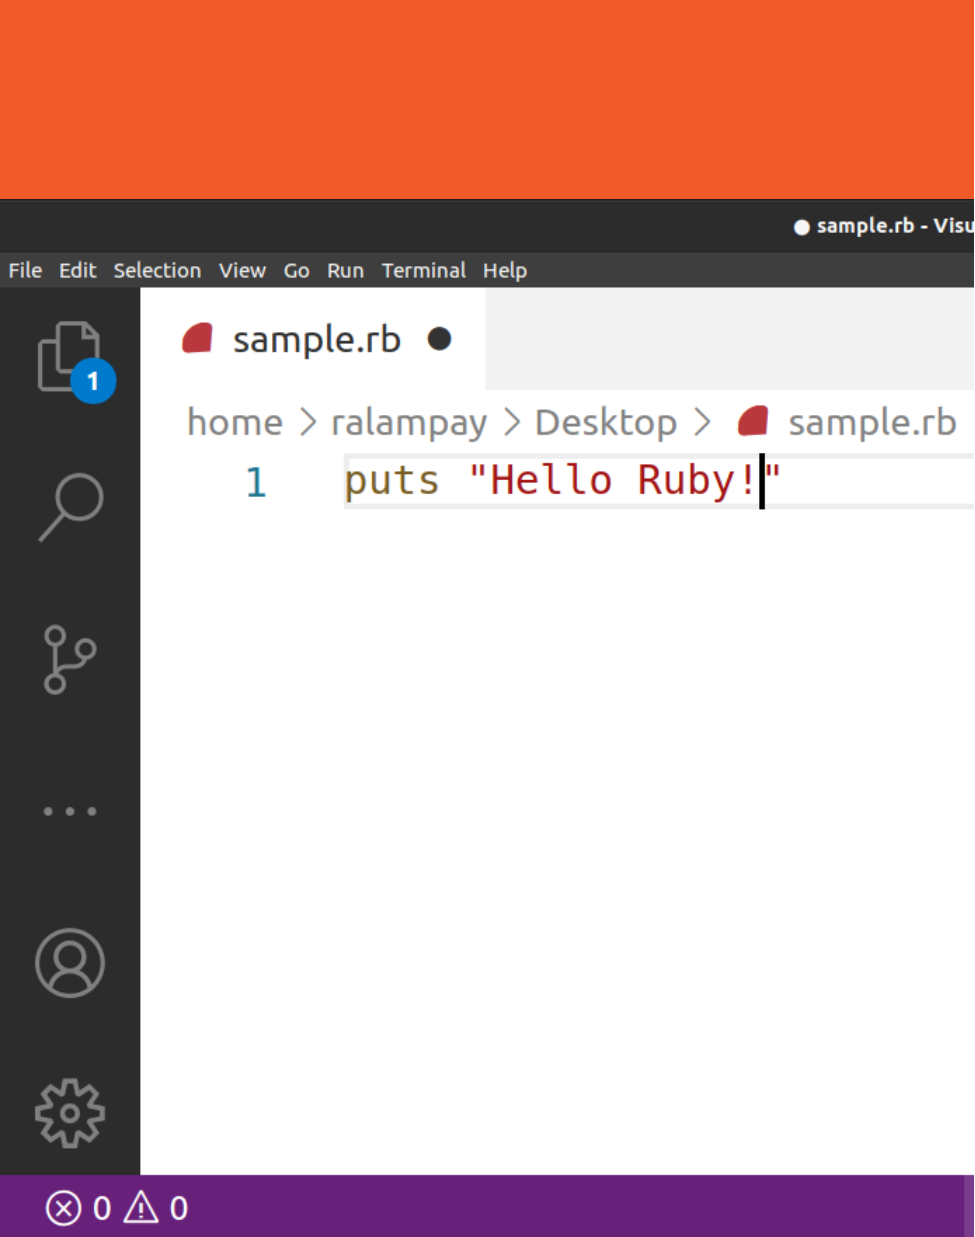 ● sample.rb - Visu
File Edit Selection View Go Run Terminal Help
sample.rb ●
1
home > ralampay > Desktop > sample.rb
1 puts "Hello Ruby!"
0 0